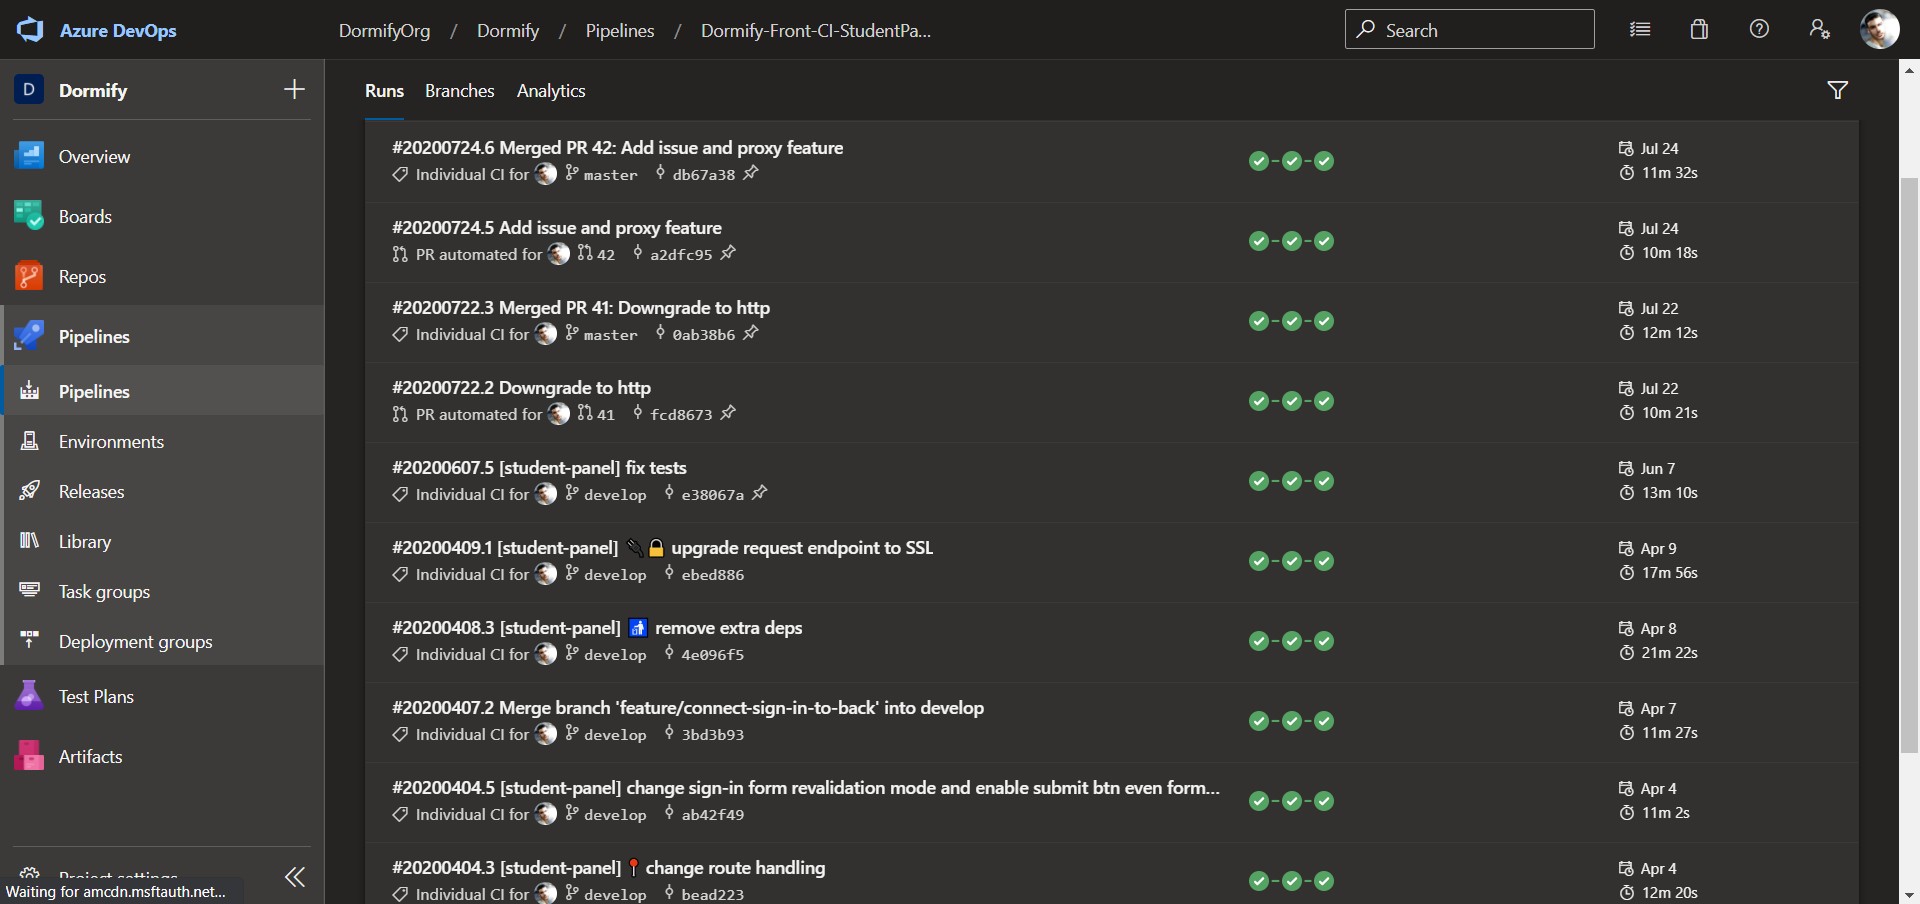 Azure DevOps
DormifyOrg / Dormify / Pipelines / Dormify-Front-CI-StudentPa...
Search
D Dormify
Overview
Boards
Repos
Pipelines
Pipelines
Environments
Releases
Library
Task groups
Deployment groups
Test Plans
Artifacts
Project settings
Waiting for amcdn.msftauth.net...
Runs Branches Analytics
#20200724.6 Merged PR 42: Add issue and proxy feature
Individual CI for master db67a38
Jul 24
11m 32s
#20200724.5 Add issue and proxy feature
PR automated for 42 a2dfc95
Jul 24
10m 18s
#20200722.3 Merged PR 41: Downgrade to http
Individual CI for master 0ab38b6
Jul 22
12m 12s
#20200722.2 Downgrade to http
PR automated for 41 fcd8673
Jul 22
10m 21s
#20200607.5 [student-panel] fix tests
Individual CI for develop e38067a
Jun 7
13m 10s
#20200409.1 [student-panel] 🔌🔒 upgrade request endpoint to SSL
Individual CI for develop ebed886
Apr 9
17m 56s
#20200408.3 [student-panel] 🚮 remove extra deps
Individual CI for develop 4e096f5
Apr 8
21m 22s
#20200407.2 Merge branch 'feature/connect-sign-in-to-back' into develop
Individual CI for develop 3bd3b93
Apr 7
11m 27s
#20200404.5 [student-panel] change sign-in form revalidation mode and enable submit btn even form...
Individual CI for develop ab42f49
Apr 4
11m 2s
#20200404.3 [student-panel] 📍 change route handling
Individual CI for develop bead223
Apr 4
12m 20s